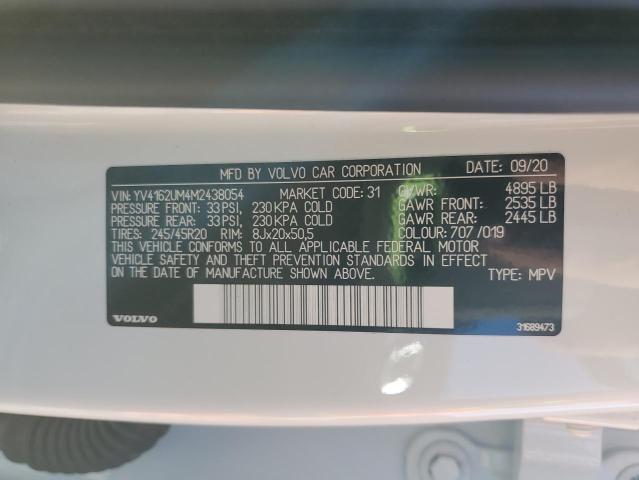 MFD BY VOLVO CAR CORPORATION DATE: 09/20
VIN: YV4162UM4M2438054 MARKET CODE: 31 GVWR: 4895 LB
PRESSURE FRONT: 33 PSI, 230 KPA COLD GAWR FRONT: 2535 LB
PRESSURE REAR: 33 PSI, 230 KPA COLD GAWR REAR: 2445 LB
TIRES: 245/45R20 RIM: 8Jx20x50,5 COLOUR: 707 /019
THIS VEHICLE CONFORMS TO ALL APPLICABLE FEDERAL MOTOR
VEHICLE SAFETY AND THEFT PREVENTION STANDARDS IN EFFECT
ON THE DATE OF MANUFACTURE SHOWN ABOVE. TYPE: MPV
VOLVO 31689473